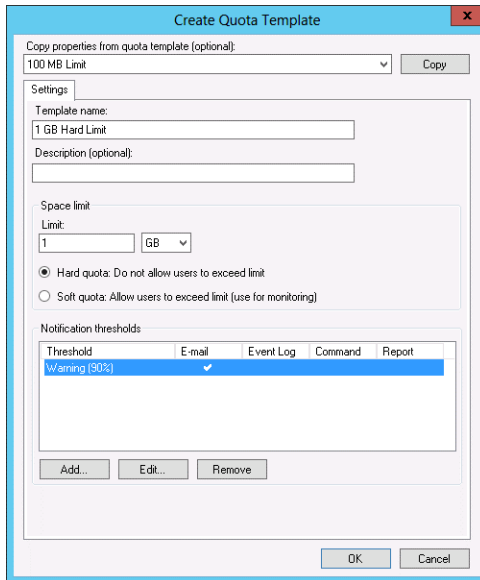 Create Quota Template
x
Copy properties from quota template (optional):
100 MB Limit
Copy
Settings
Template name:
1 GB Hard Limit
Description (optional):
Space limit
Limit:
1 GB
Hard quota: Do not allow users to exceed limit
Soft quota: Allow users to exceed limit (use for monitoring)
Notification thresholds
Threshold E-mail Event Log Command Report
Warning (90%)
Add... Edit... Remove
OK Cancel